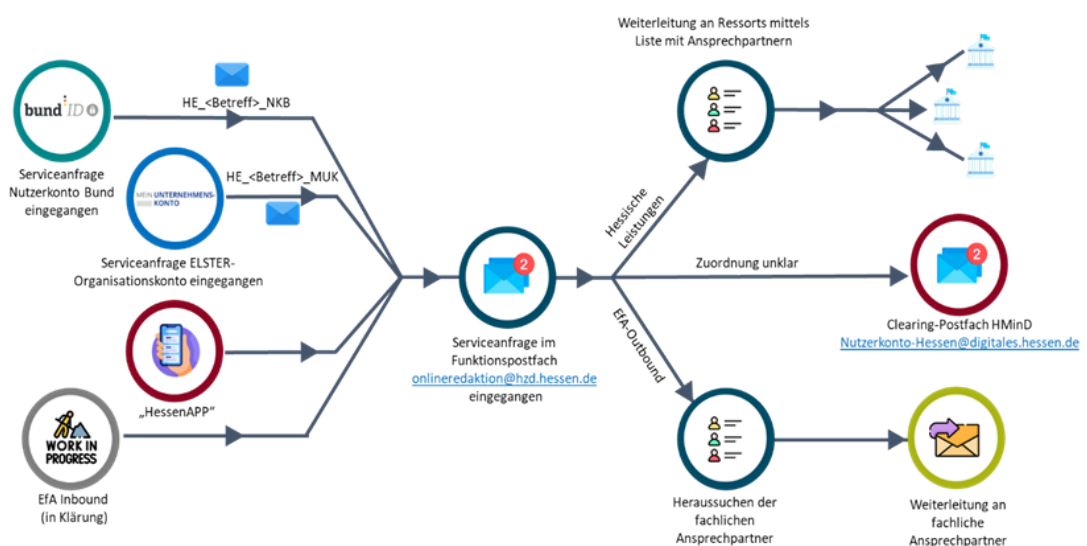 bund ID
HE_<Betreff>_NKB
Serviceanfrage
Nutzerkonto Bund
eingegangen
MEIN UNTERNEHMENS-
KONTO
HE_<Betreff>_MUK
Serviceanfrage ELSTER-
Organisationskonto eingegangen
„HessenAPP“
WORK IN
PROGRESS
EfA Inbound
(in Klärung)
2
Serviceanfrage im
Funktionspostfach
onlineredaktion@hzd.hessen.de
eingegangen
Weiterleitung an Ressorts mittels
Liste mit Ansprechpartnern
Hessische
Leistungen
Zuordnung unklar
EfA-Outbound
2
Clearing-Postfach HMinD
Nutzerkonto-Hessen@digitales.hessen.de
Heraussuchen der
fachlichen
Ansprechpartner
Weiterleitung an
fachliche
Ansprechpartner